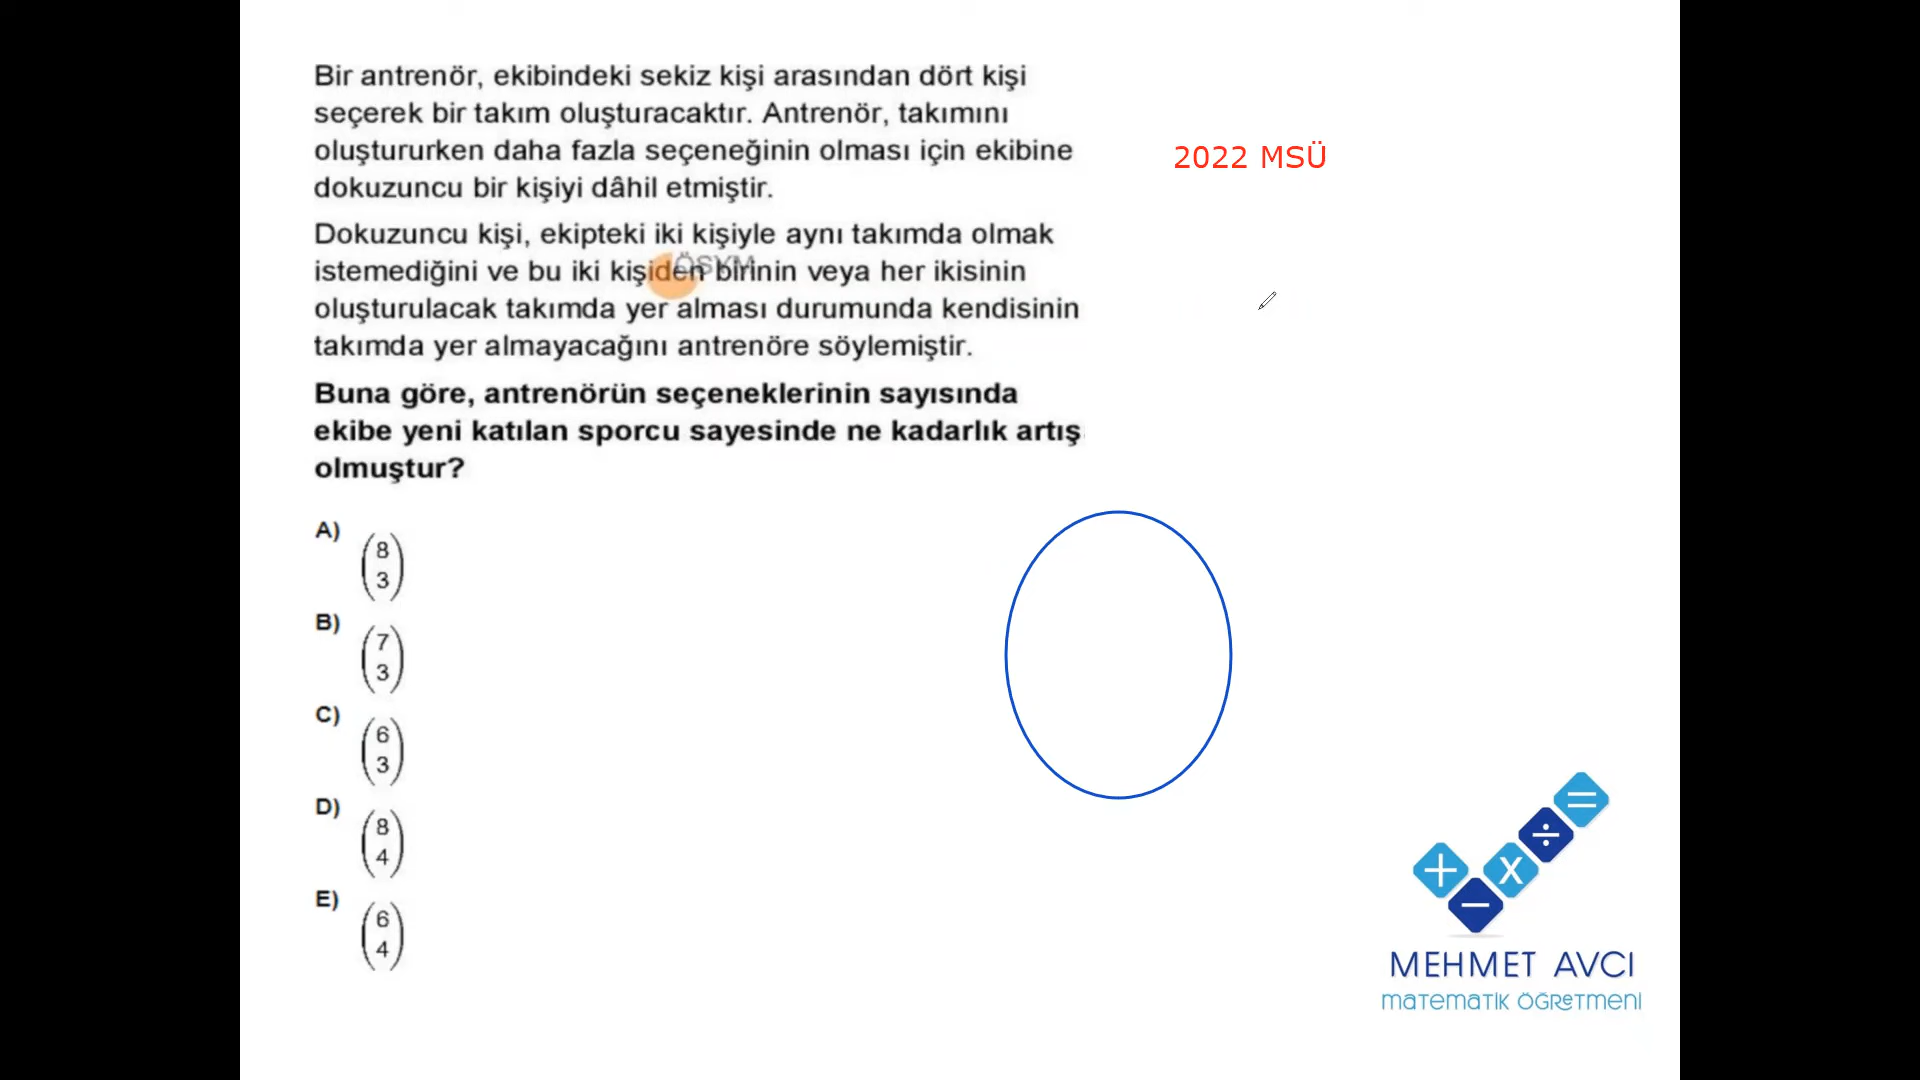 Bir antrenör, ekibindeki sekiz kişi arasından dört kişi
seçerek bir takım oluşturacaktır. Antrenör, takımını
oluştururken daha fazla seçeneğinin olması için ekibine
dokuzuncu bir kişiyi dâhil etmiştir.
2022 MSÜ
Dokuzuncu kişi, ekipteki iki kişiyle aynı takımda olmak
istemediğini ve bu iki kişiden birinin veya her ikisinin
ÖSYM
oluşturulacak takımda yer alması durumunda kendisinin
takımda yer almayacağını antrenöre söylemiştir.
Buna göre, antrenörün seçeneklerinin sayısında
ekibe yeni katılan sporcu sayesinde ne kadarlık artış
olmuştur?
A) (8
3)
B) (7
3)
C) (6
3)
D) (8
4)
E) (6
4)
+ − x ÷ =
MEHMET AVCI
matematik ÖĞRetmeni